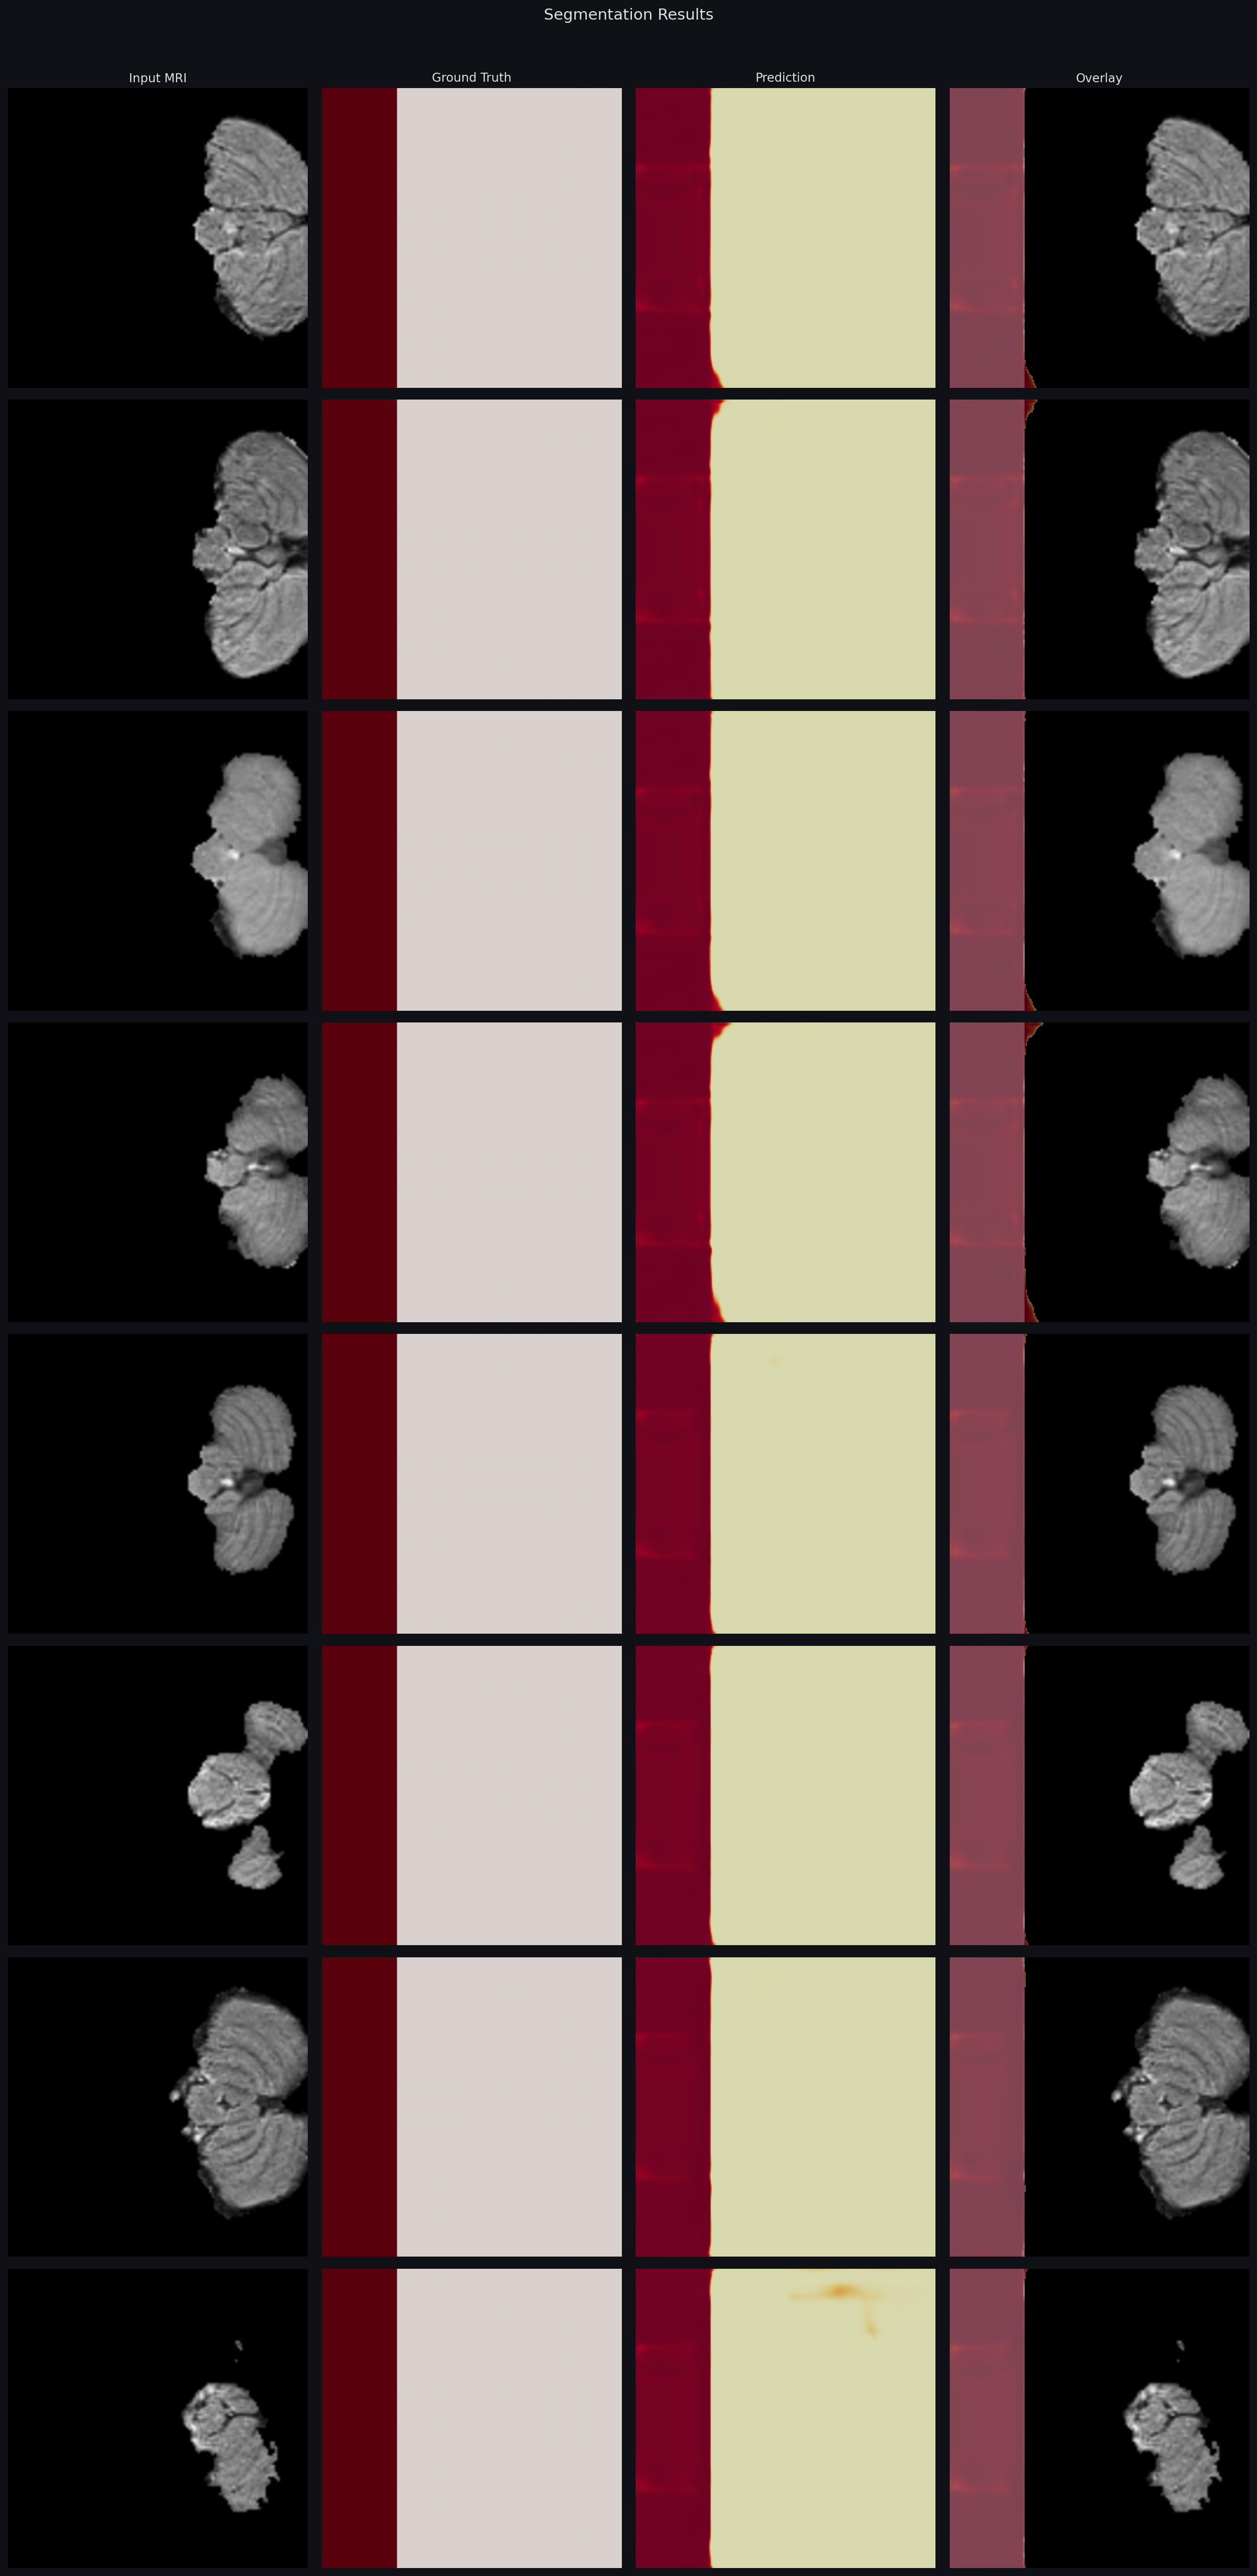 Segmentation Results
Input MRI
Ground Truth
Prediction
Overlay